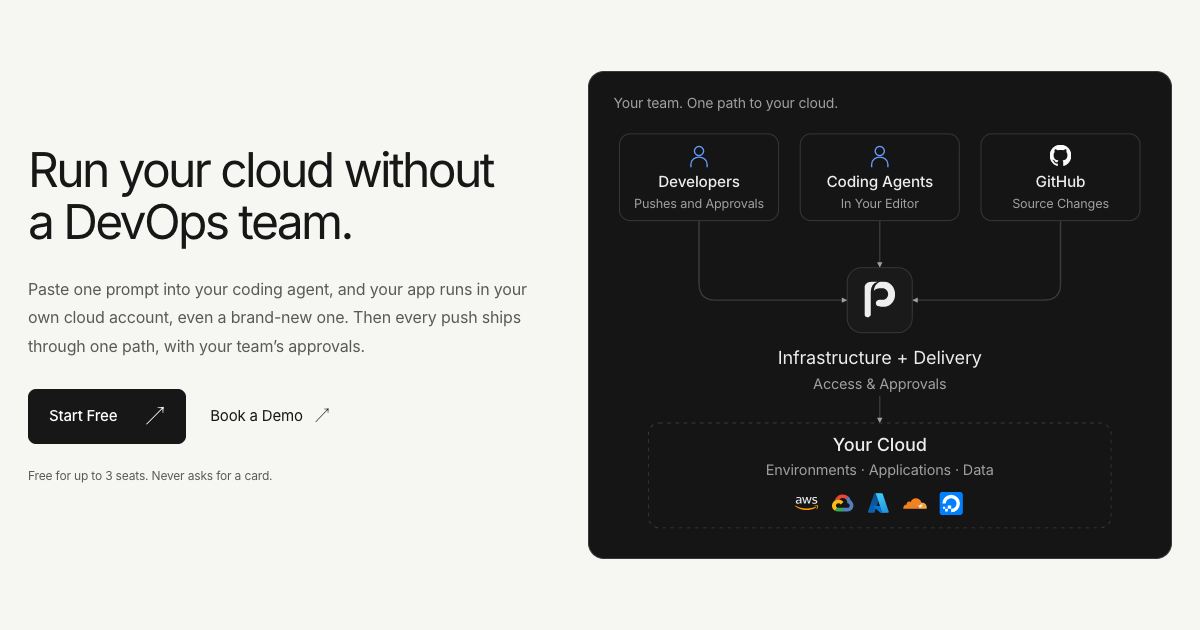 Run your cloud without
a DevOps team.
Paste one prompt into your coding agent, and your app runs in your
own cloud account, even a brand-new one. Then every push ships
through one path, with your team’s approvals.
Start Free
Book a Demo
Free for up to 3 seats. Never asks for a card.
Your team. One path to your cloud.
Developers
Pushes and Approvals
Coding Agents
In Your Editor
GitHub
Source Changes
Infrastructure + Delivery
Access & Approvals
Your Cloud
Environments · Applications · Data
aws